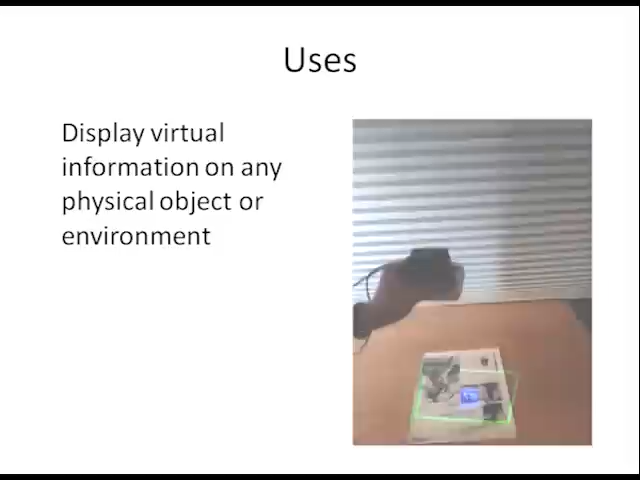 Uses
Display virtual
information on any
physical object or
environment